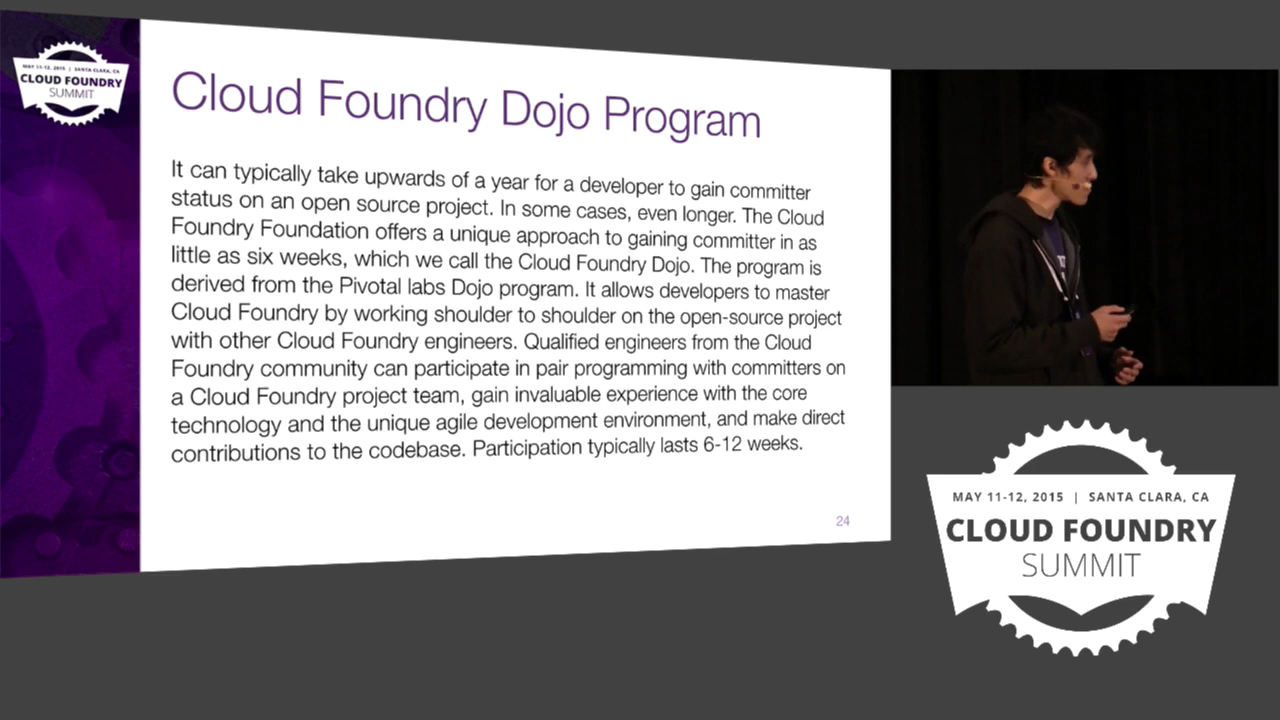 MAY 11-12, 2015 | SANTA CLARA, CA
CLOUD FOUNDRY
SUMMIT
Cloud Foundry Dojo Program
It can typically take upwards of a year for a developer to gain committer
status on an open source project. In some cases, even longer. The Cloud
Foundry Foundation offers a unique approach to gaining committer in as
little as six weeks, which we call the Cloud Foundry Dojo. The program is
derived from the Pivotal labs Dojo program. It allows developers to master
Cloud Foundry by working shoulder to shoulder on the open-source project
with other Cloud Foundry engineers. Qualified engineers from the Cloud
Foundry community can participate in pair programming with committers on
a Cloud Foundry project team, gain invaluable experience with the core
technology and the unique agile development environment, and make direct
contributions to the codebase. Participation typically lasts 6-12 weeks.
24
MAY 11-12, 2015 | SANTA CLARA, CA
CLOUD FOUNDRY
SUMMIT